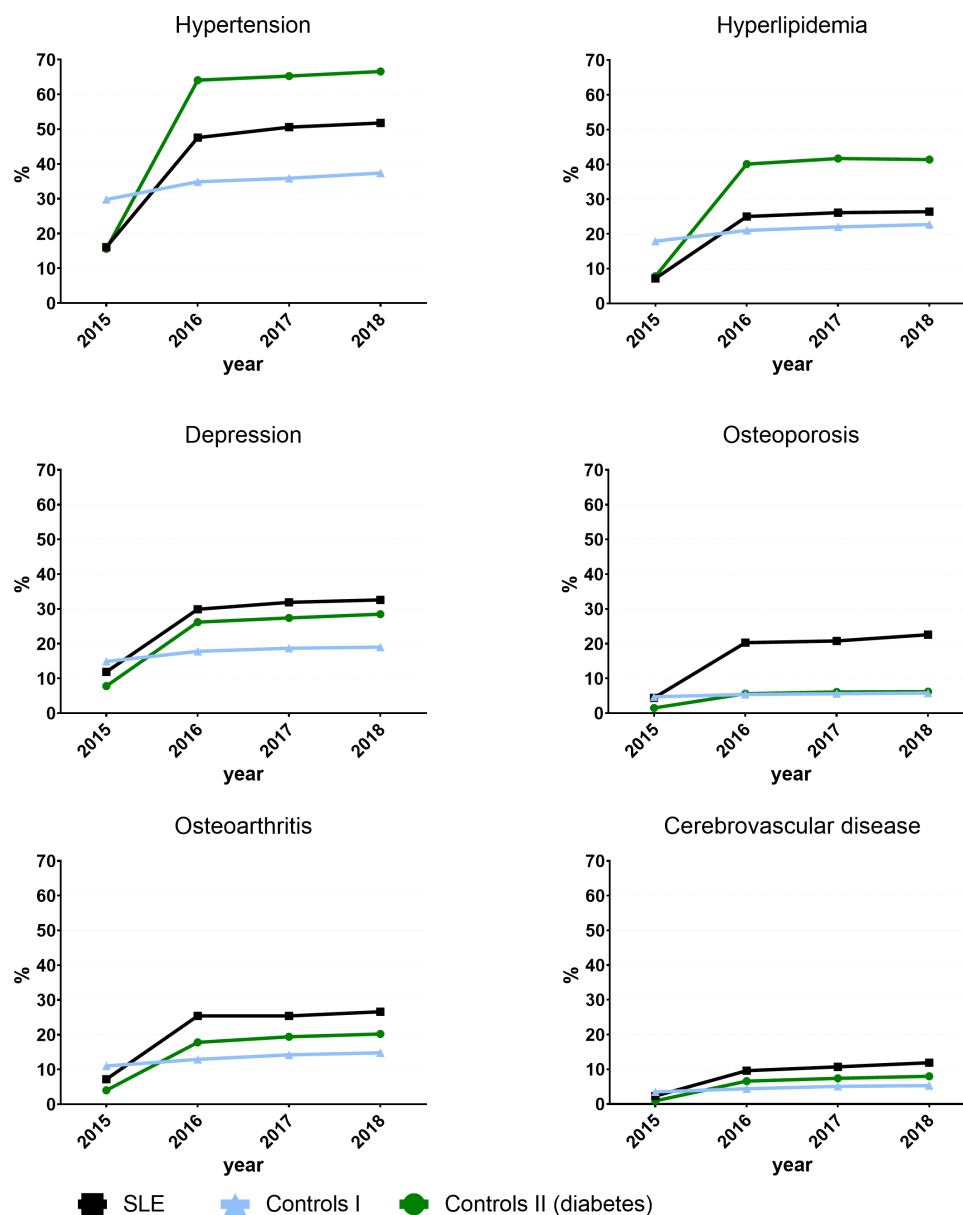 Hypertension
70
60
50
40
30
20
10
0
%
2015 2016 2017 2018
year
Hyperlipidemia
70
60
50
40
30
20
10
0
%
2015 2016 2017 2018
year
Depression
70
60
50
40
30
20
10
0
%
2015 2016 2017 2018
year
Osteoporosis
70
60
50
40
30
20
10
0
%
2015 2016 2017 2018
year
Osteoarthritis
70
60
50
40
30
20
10
0
%
2015 2016 2017 2018
year
Cerebrovascular disease
70
60
50
40
30
20
10
0
%
2015 2016 2017 2018
year
SLE Controls I Controls II (diabetes)